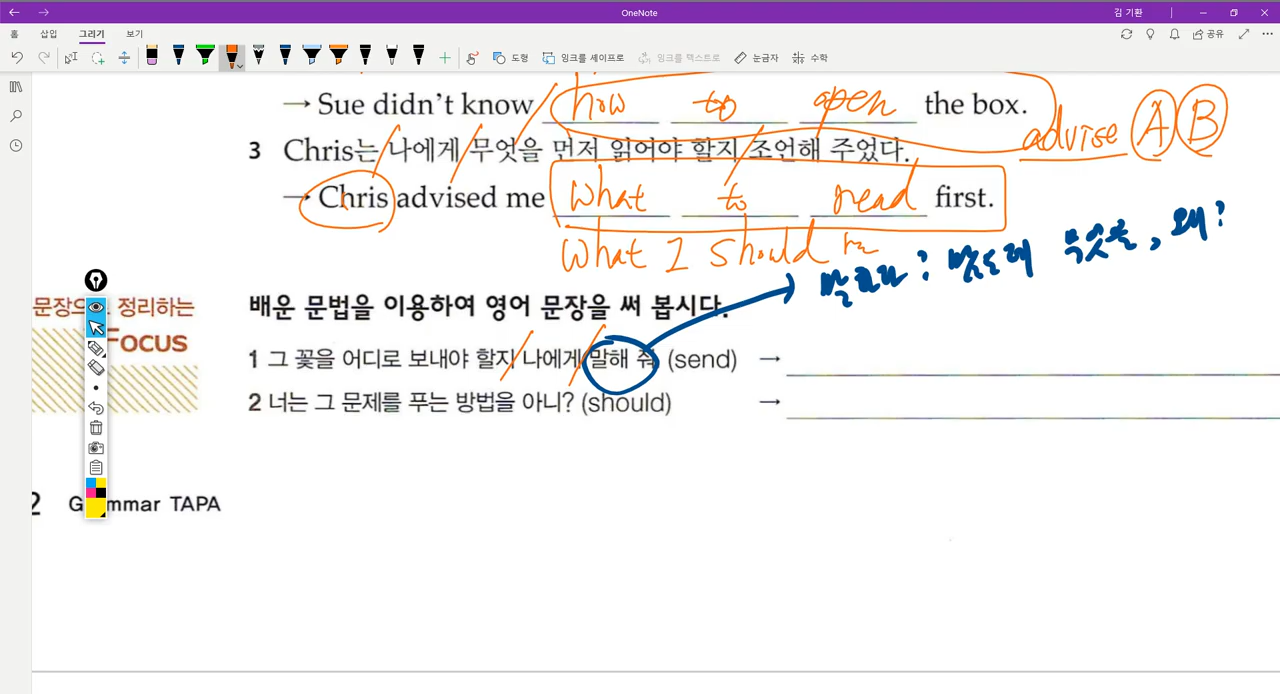 OneNote 김 기환
홈 삽입 그리기 보기
도형 잉크를 셰이프로 잉크를 텍스트로 눈금자 수학 공유
→ Sue didn't know how to open the box.
advise A B
3 Chris는 나에게 무엇을 먼저 읽어야 할지 조언해 주었다.
→ Chris advised me what to read first.
What I should
무엇을, 왜?
문장으로 정리하는
Focus
배운 문법을 이용하여 영어 문장을 써 봅시다.
1 그 꽃을 어디로 보내야 할지 나에게 말해 줘 (send) →
2 너는 그 문제를 푸는 방법을 아니? (should) →
2 Grammar TAPA